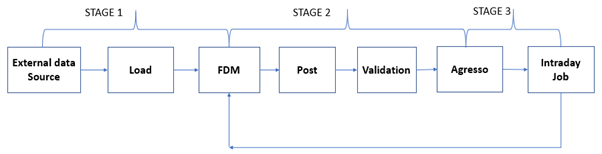 STAGE 1
STAGE 2
STAGE 3
External data
Source
Load
FDM
Post
Validation
Agresso
Intraday
Job